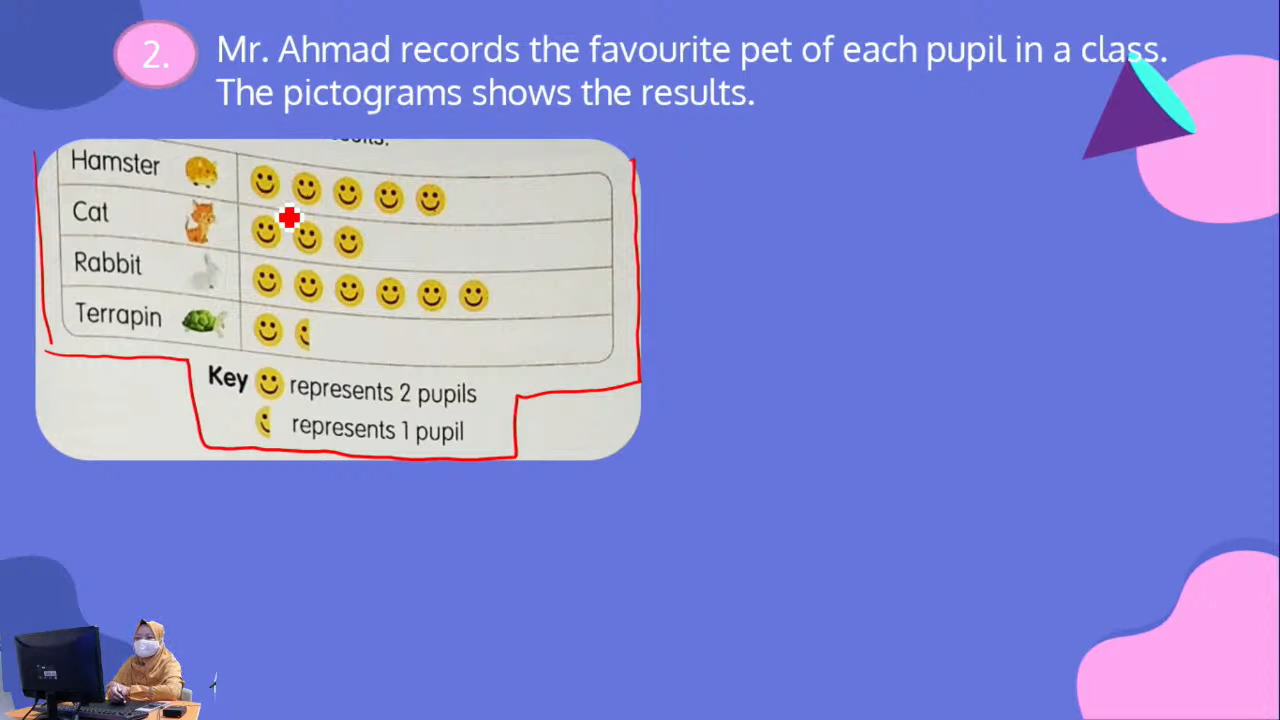 2.
Mr. Ahmad records the favourite pet of each pupil in a class.
The pictograms shows the results.
Hamster
Cat
Rabbit
Terrapin
Key represents 2 pupils
represents 1 pupil